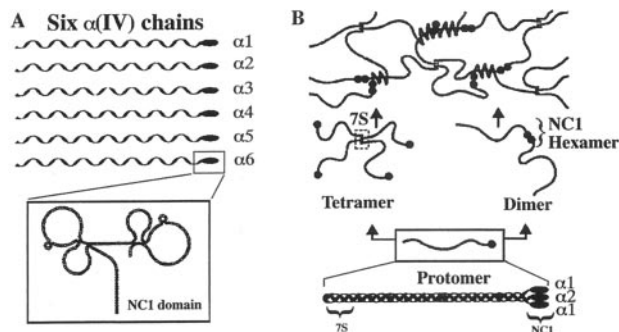 A Six α(IV) chains
α1
α2
α3
α4
α5
α6
NC1 domain
B
7S
NC1
Hexamer
Tetramer
Dimer
Protomer
α1
α2
α1
7S
NC1